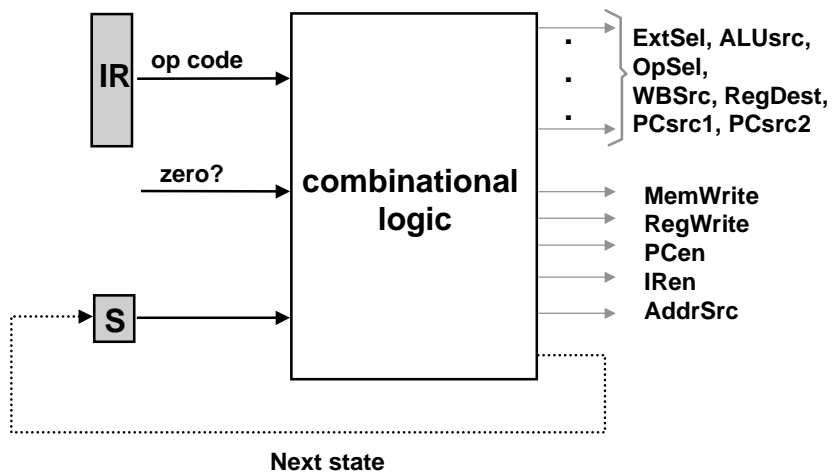 IR
op code
zero?
S
combinational
logic
ExtSel, ALUsrc,
OpSel,
WBSrc, RegDest,
PCsrc1, PCsrc2
MemWrite
RegWrite
PCen
IRen
AddrSrc
Next state